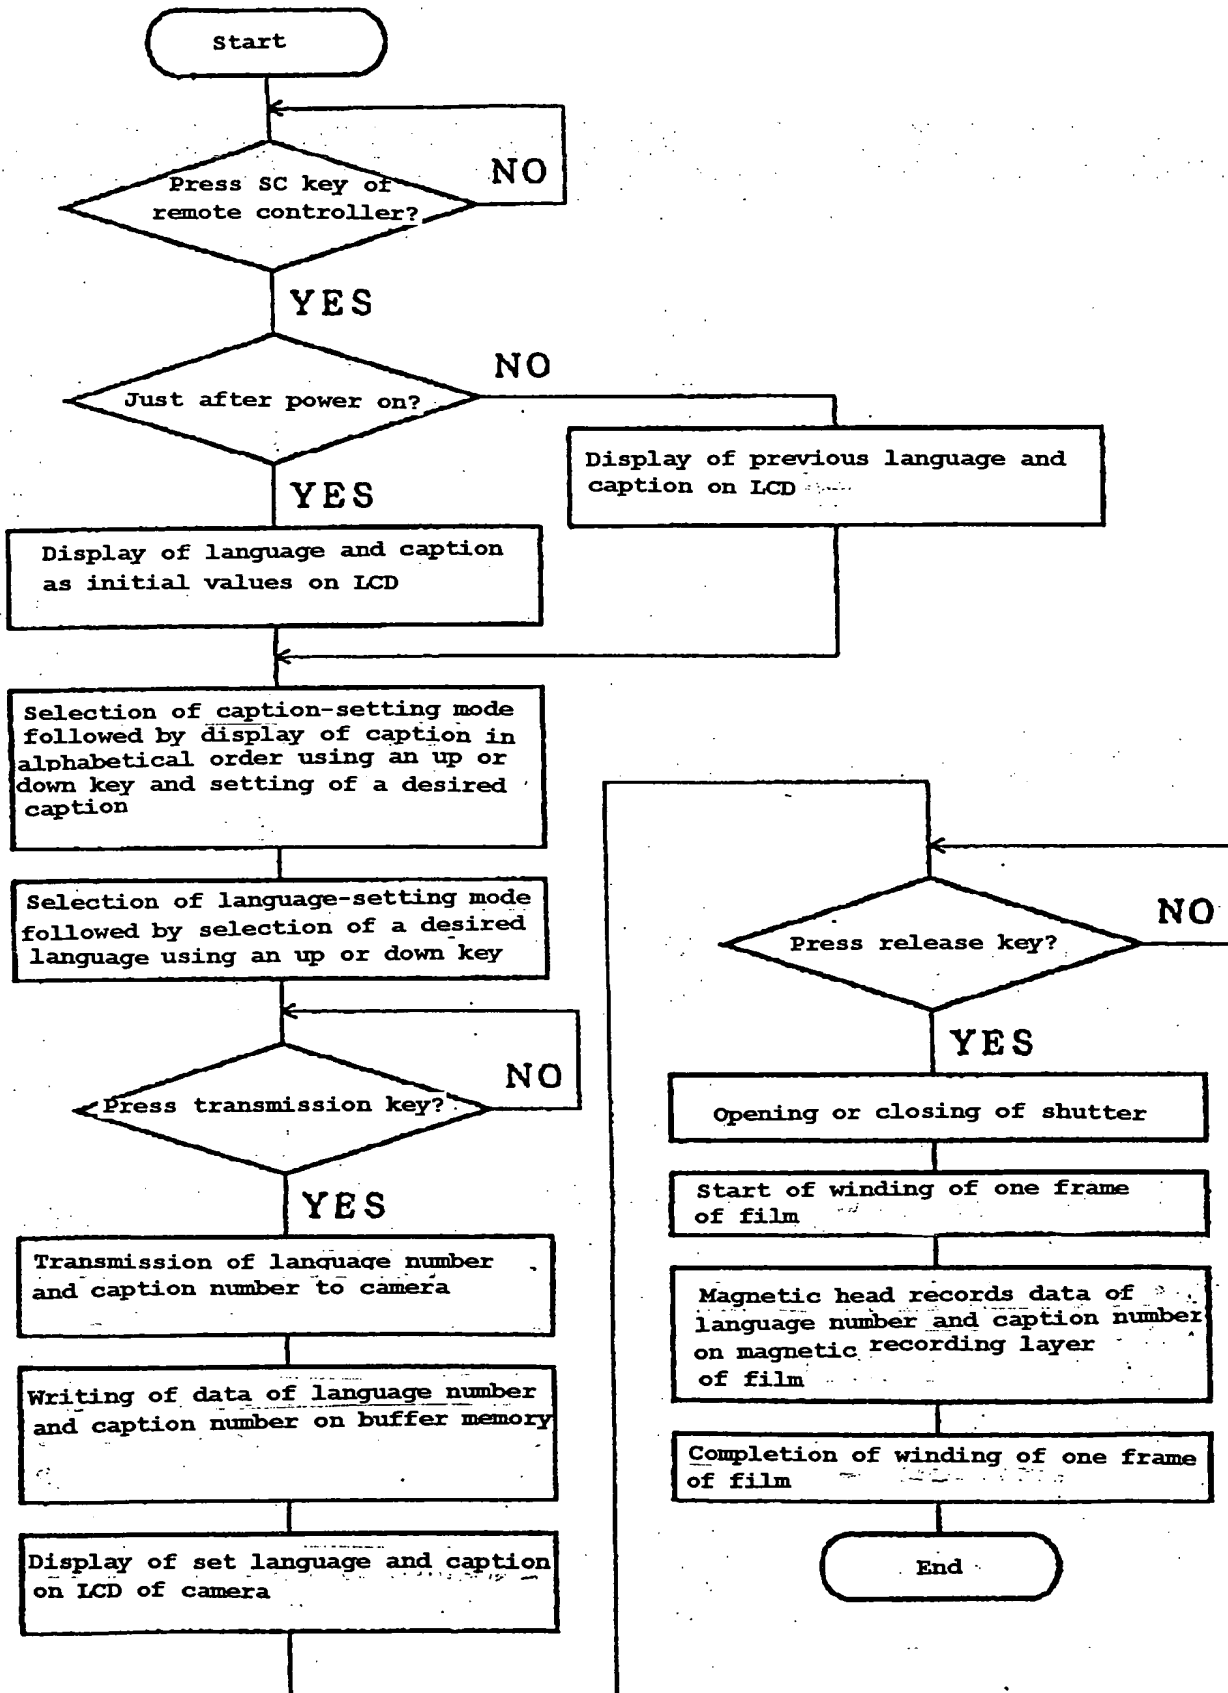 Start
Press SC key of
remote controller?
NO
YES
Just after power on?
NO
YES
Display of previous language and
caption on LCD
Display of language and caption
as initial values on LCD
Selection of caption-setting mode
followed by display of caption in
alphabetical order using an up or
down key and setting of a desired
caption
Selection of language-setting mode
followed by selection of a desired
language using an up or down key
Press transmission key?
NO
YES
Transmission of language number
and caption number to camera
Writing of data of language number
and caption number on buffer memory
Display of set language and caption
on LCD of camera
Press release key?
NO
YES
Opening or closing of shutter
Start of winding of one frame
of film
Magnetic head records data of
language number and caption number
on magnetic recording layer
of film
Completion of winding of one frame
of film
End